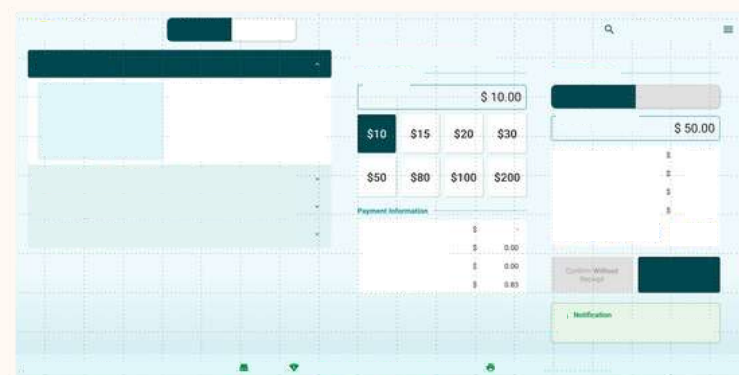 $ 10.00
$10 $15 $20 $30
$50 $80 $100 $200
Payment Information
$ -
$ 0.00
$ 0.00
$ 0.83
$ 50.00
$
$
$
$
Confirm Without
Receipt
Notification